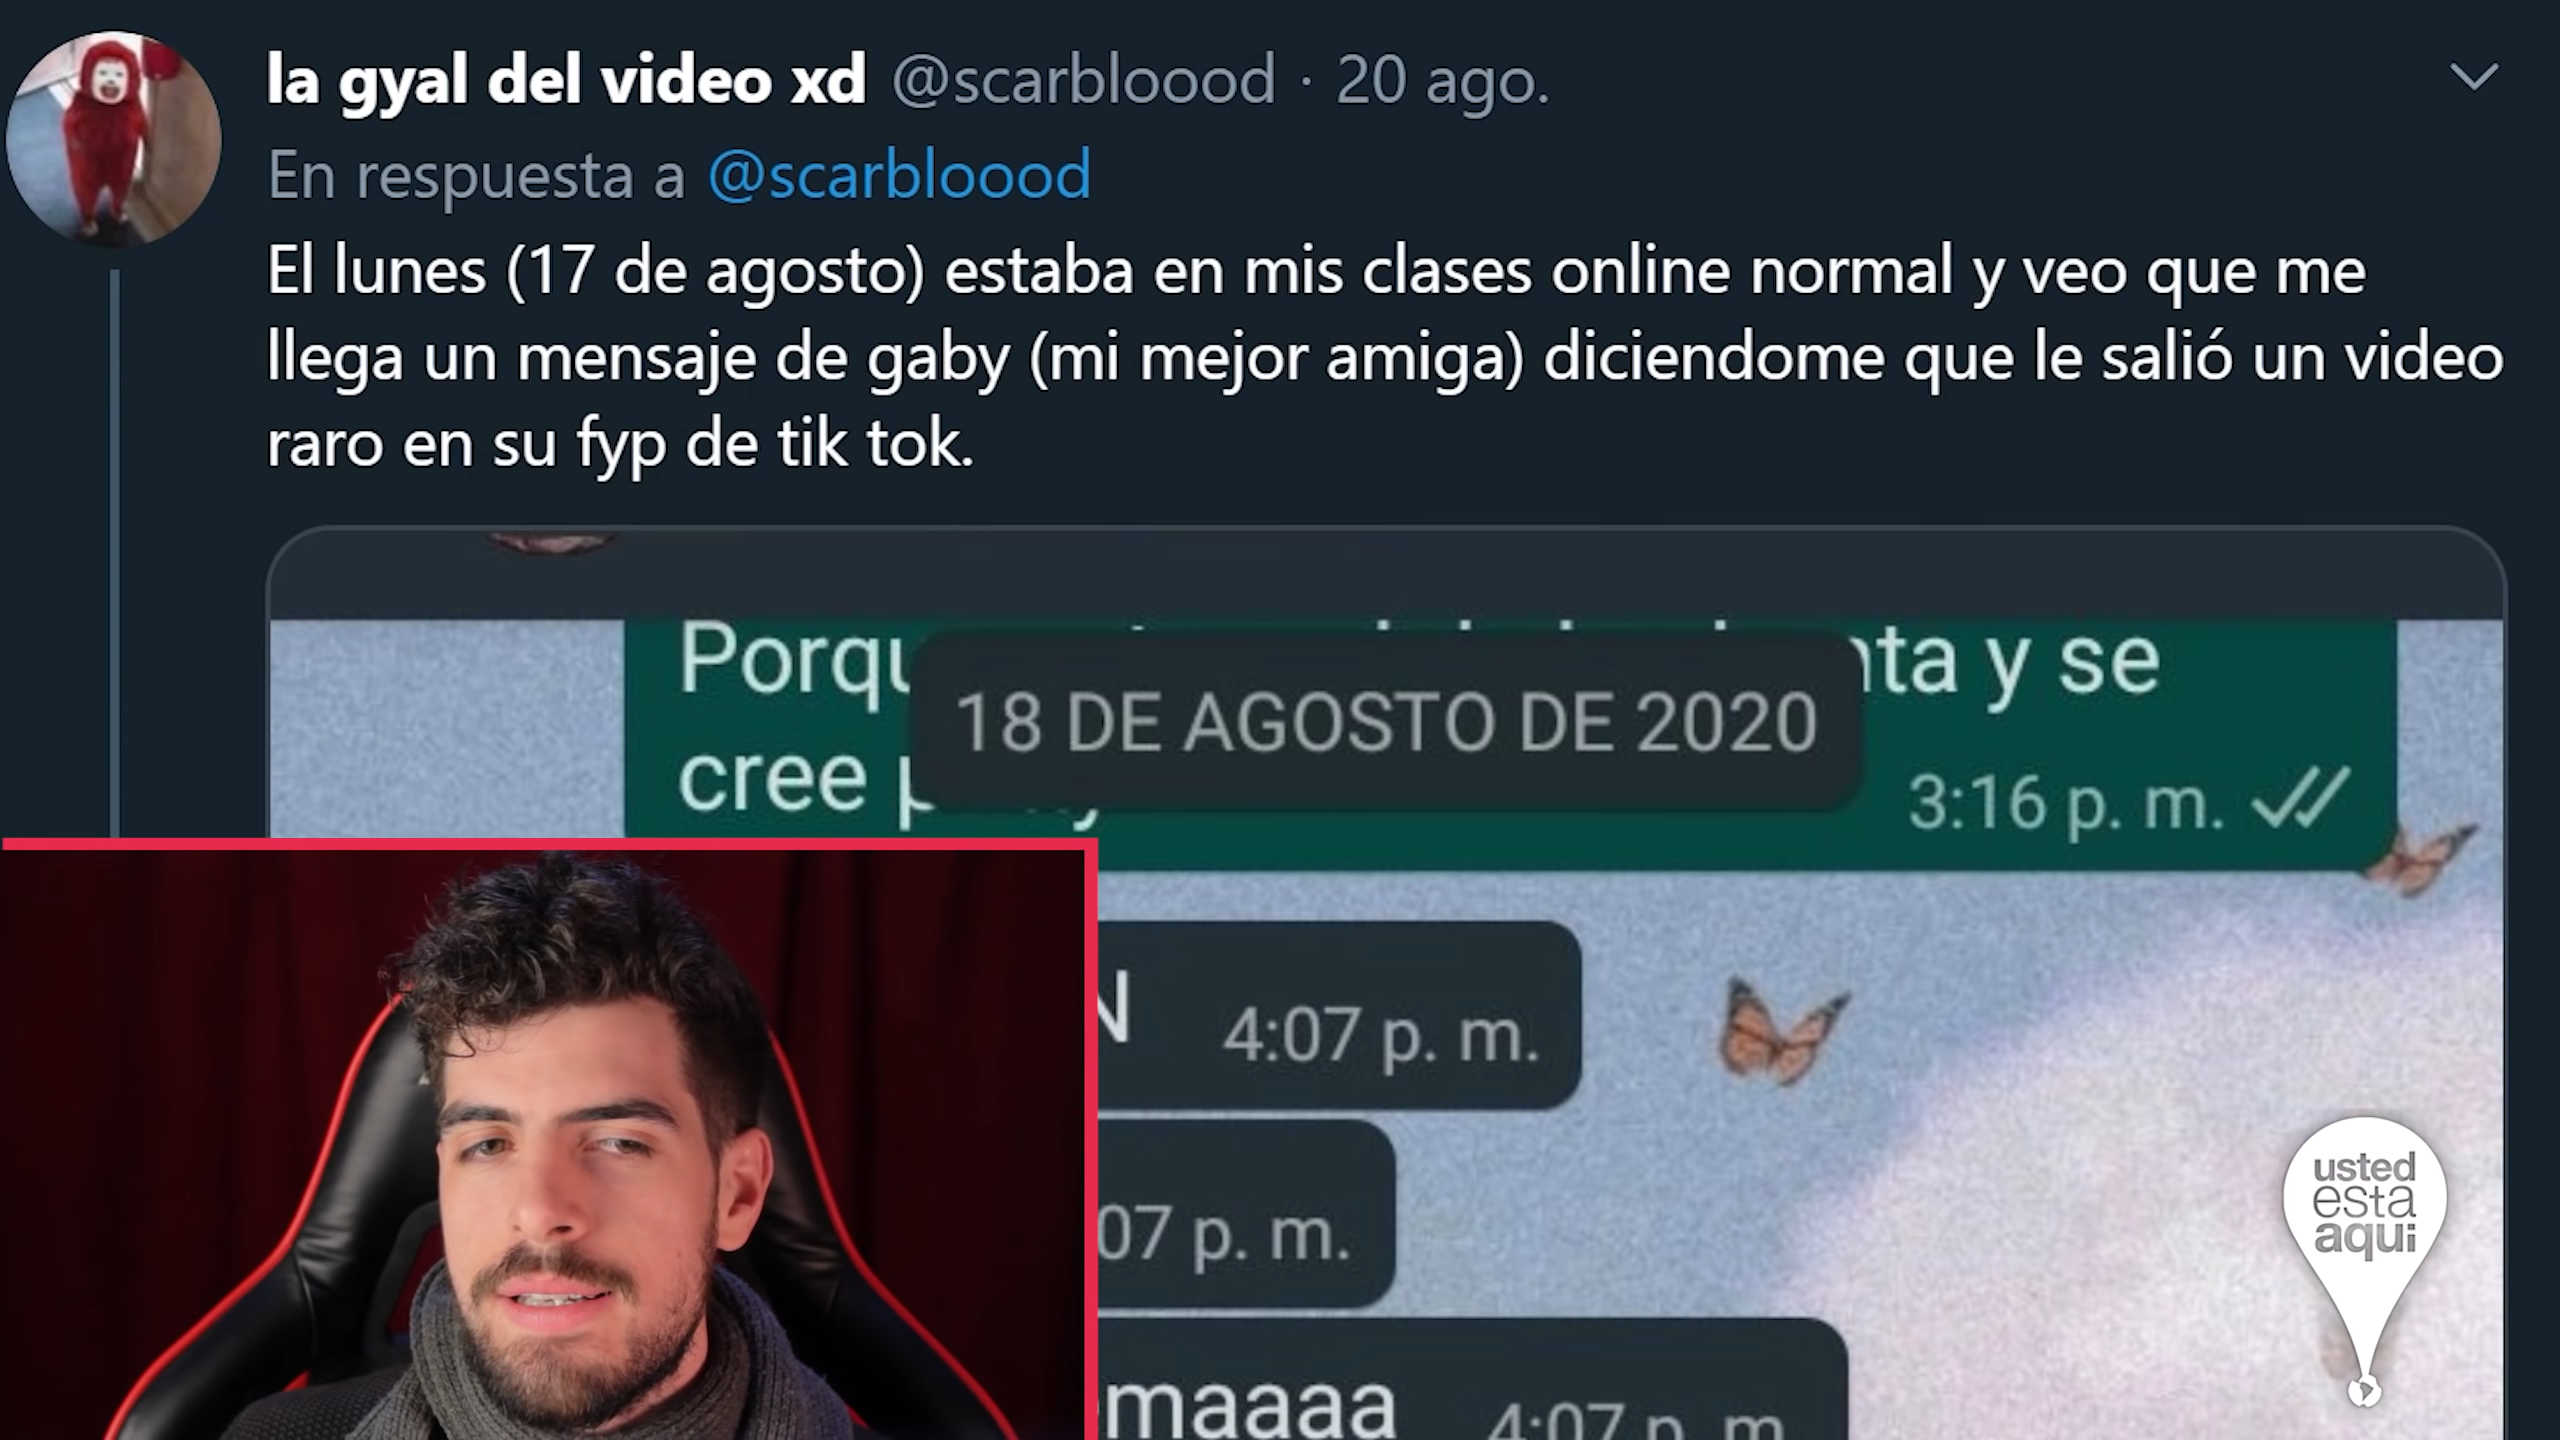 la gyal del video xd @scarbloood · 20 ago.
En respuesta a @scarbloood
El lunes (17 de agosto) estaba en mis clases online normal y veo que me
llega un mensaje de gaby (mi mejor amiga) diciendome que le salió un video
raro en su fyp de tik tok.
y se
18 DE AGOSTO DE 2020
cree
3:16 p. m.
4:07 p. m.
07 p. m.
maaaa 4:07 p. m.
usted
esta
aqui